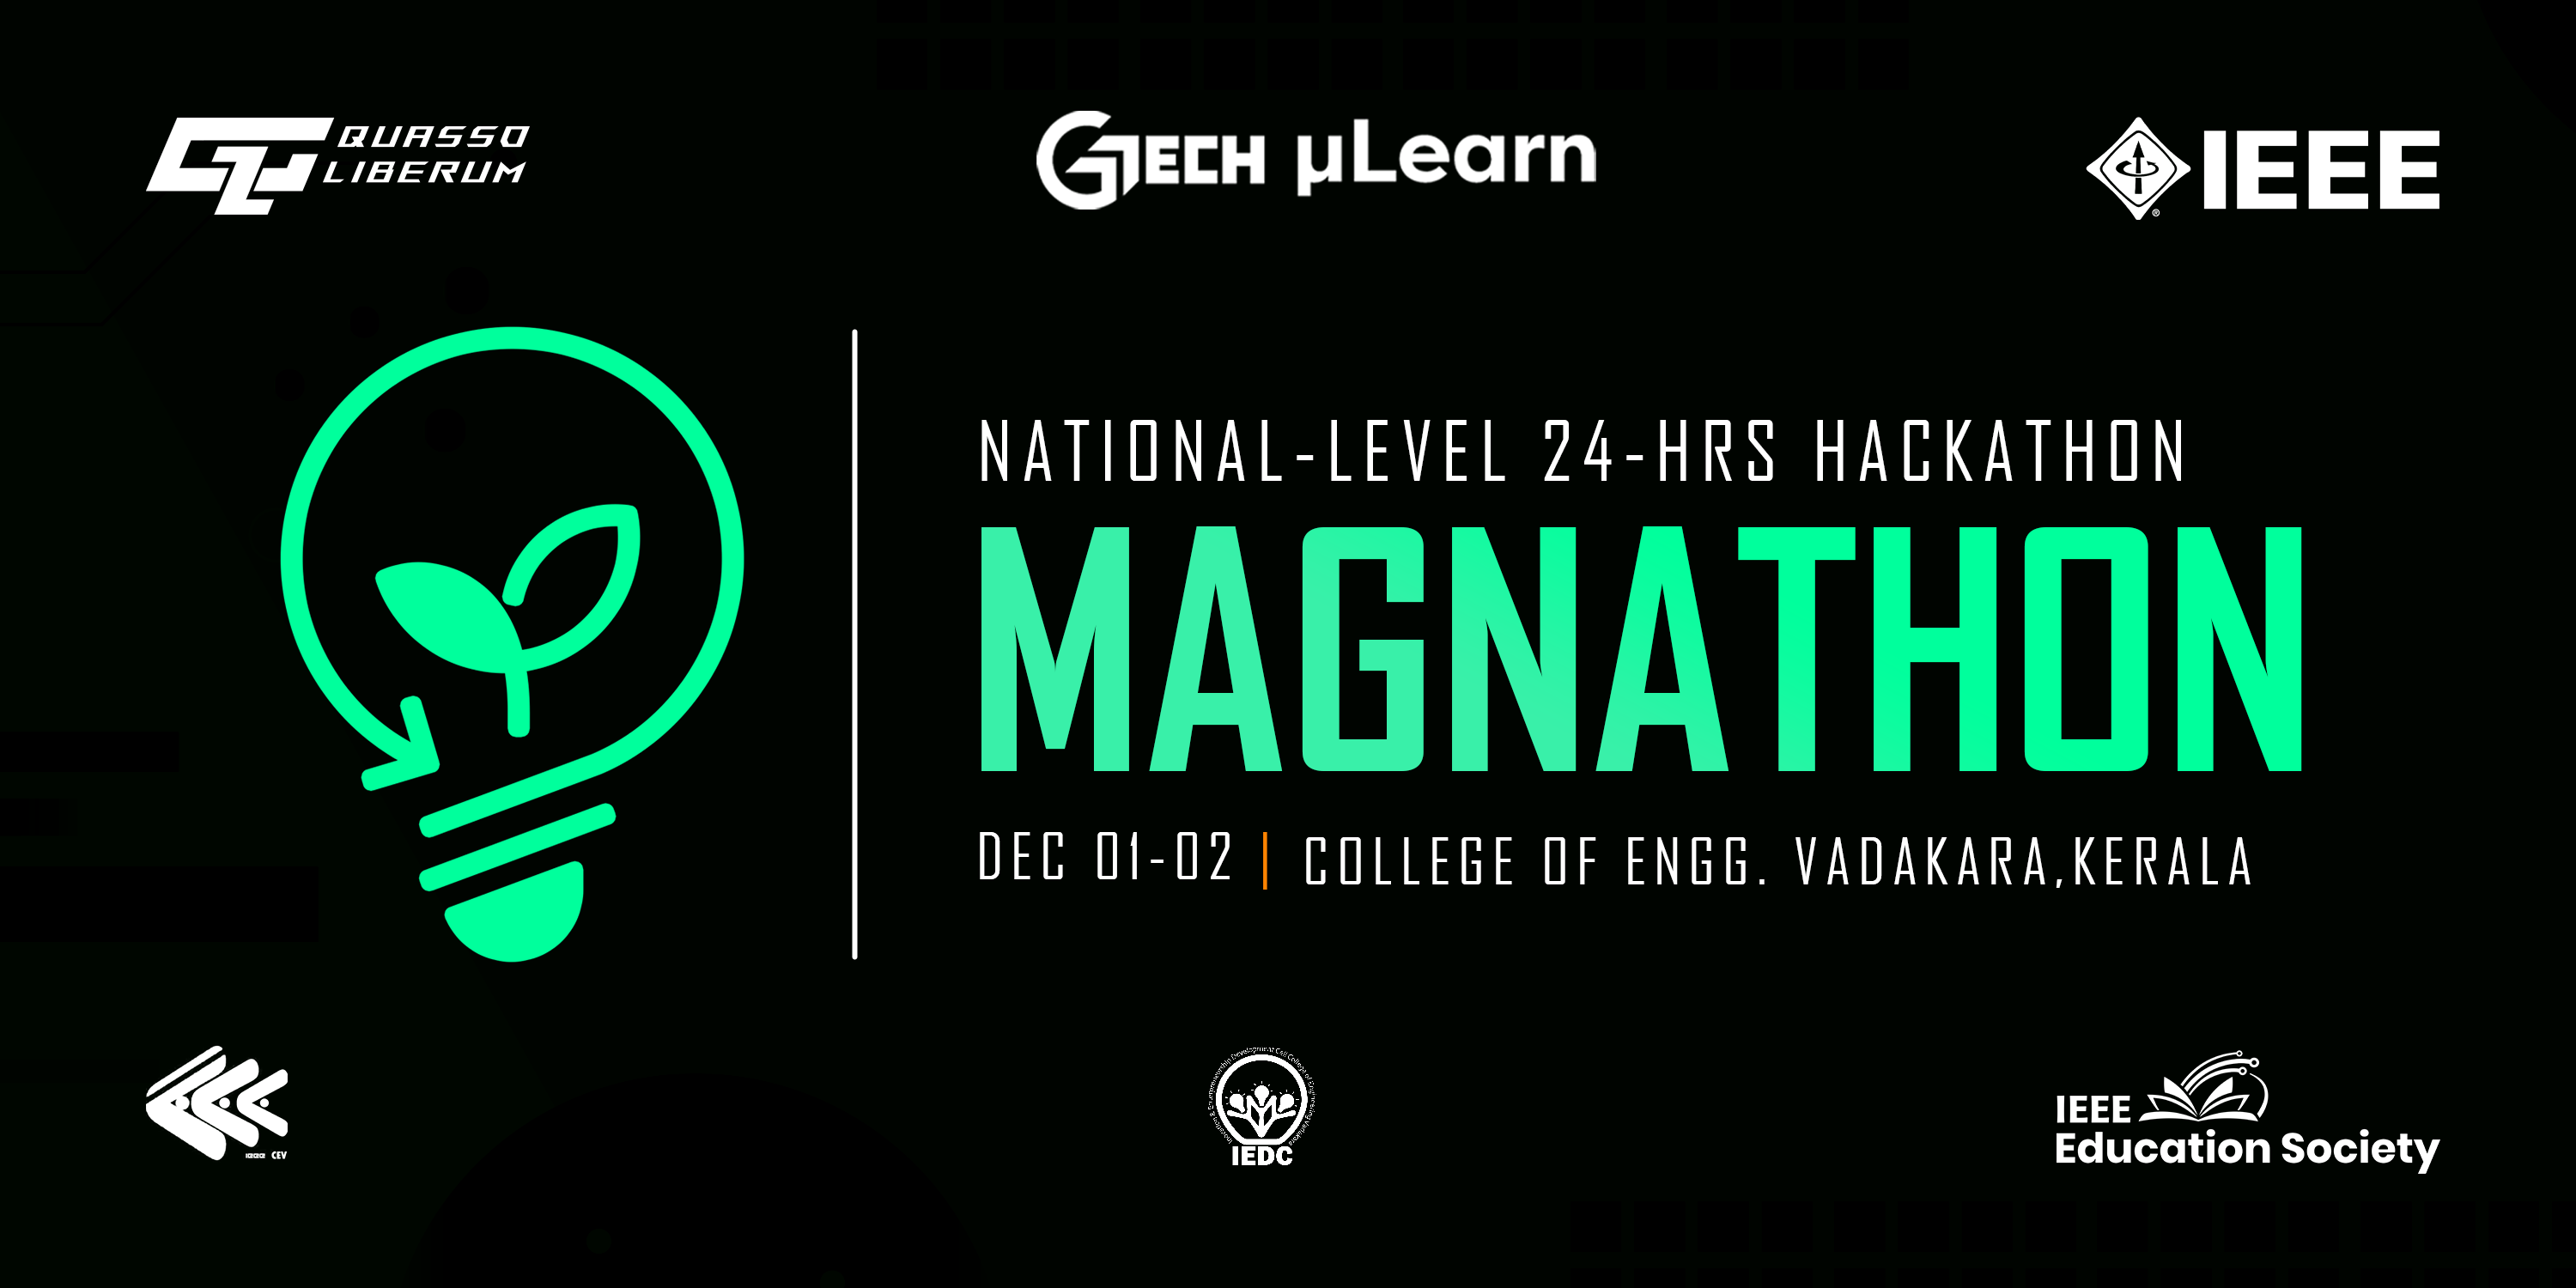 QUASSO
LIBERUM
GTECH µLearn
IEEE
NATIONAL-LEVEL 24-HRS HACKATHON
MAGNATHON
DEC 01-02 | COLLEGE OF ENGG. VADAKARA,KERALA
CEV
IEDC
IEEE
Education Society